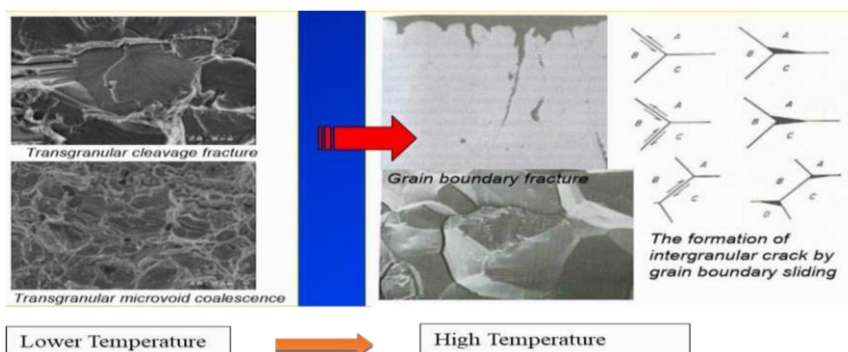 Transgranular cleavage fracture
Transgranular microvoid coalescence
Grain boundary fracture
A
B
C
A
B
C
A
B
C
A
B
C
A
B
C
A
B
C
D
The formation of
intergranular crack by
grain boundary sliding
Lower Temperature
High Temperature